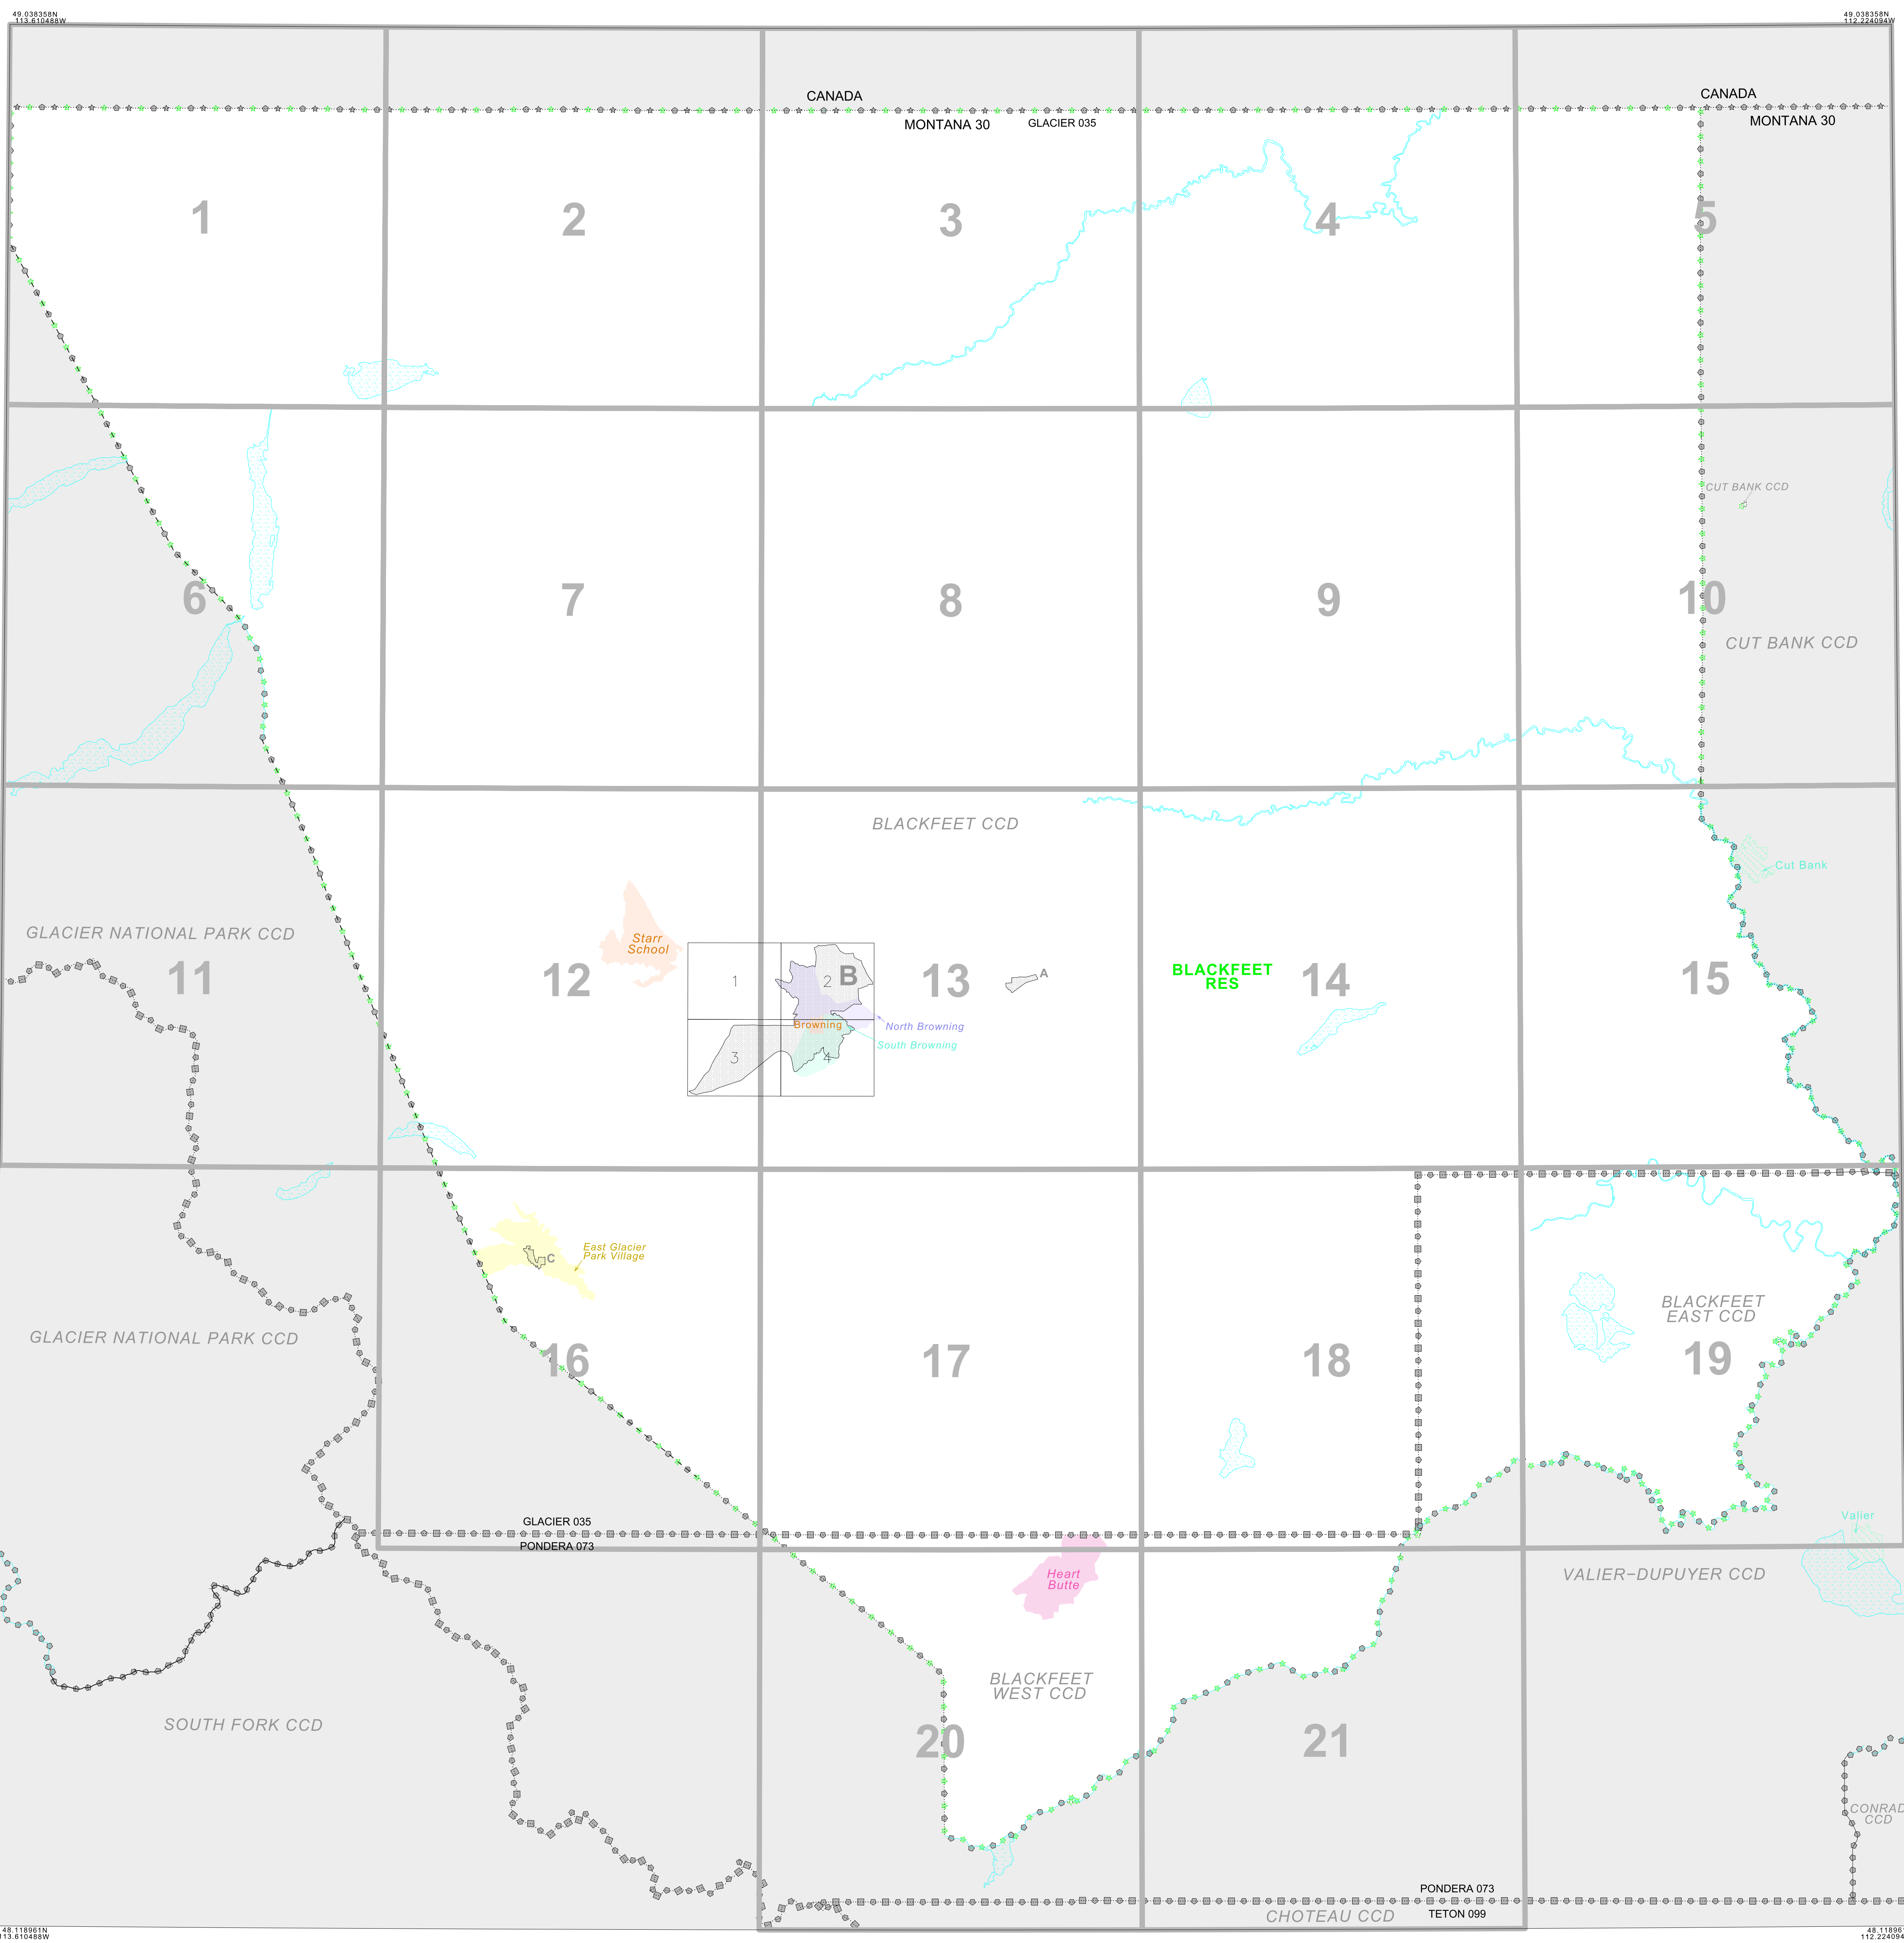 49.038358N
113.610488W
49.038358N
112.224094W
CANADA
CANADA
MONTANA 30
GLACIER 035
MONTANA 30
1
2
3
4
5
CUT BANK CCD
6
7
8
9
10
CUT BANK CCD
BLACKFEET CCD
Cut Bank
GLACIER NATIONAL PARK CCD
Starr
School
11
12
1
2
B
13
A
BLACKFEET
RES
14
15
Browning
North Browning
South Browning
3
4
East Glacier
Park Village
C
GLACIER NATIONAL PARK CCD
BLACKFEET
EAST CCD
16
17
18
19
GLACIER 035
PONDERA 073
Valier
Heart
Butte
VALIER-DUPUYER CCD
BLACKFEET
WEST CCD
SOUTH FORK CCD
20
21
CONRAD
CCD
PONDERA 073
TETON 099
CHOTEAU CCD
48.118961N
113.610488W
48.118961
112.224094